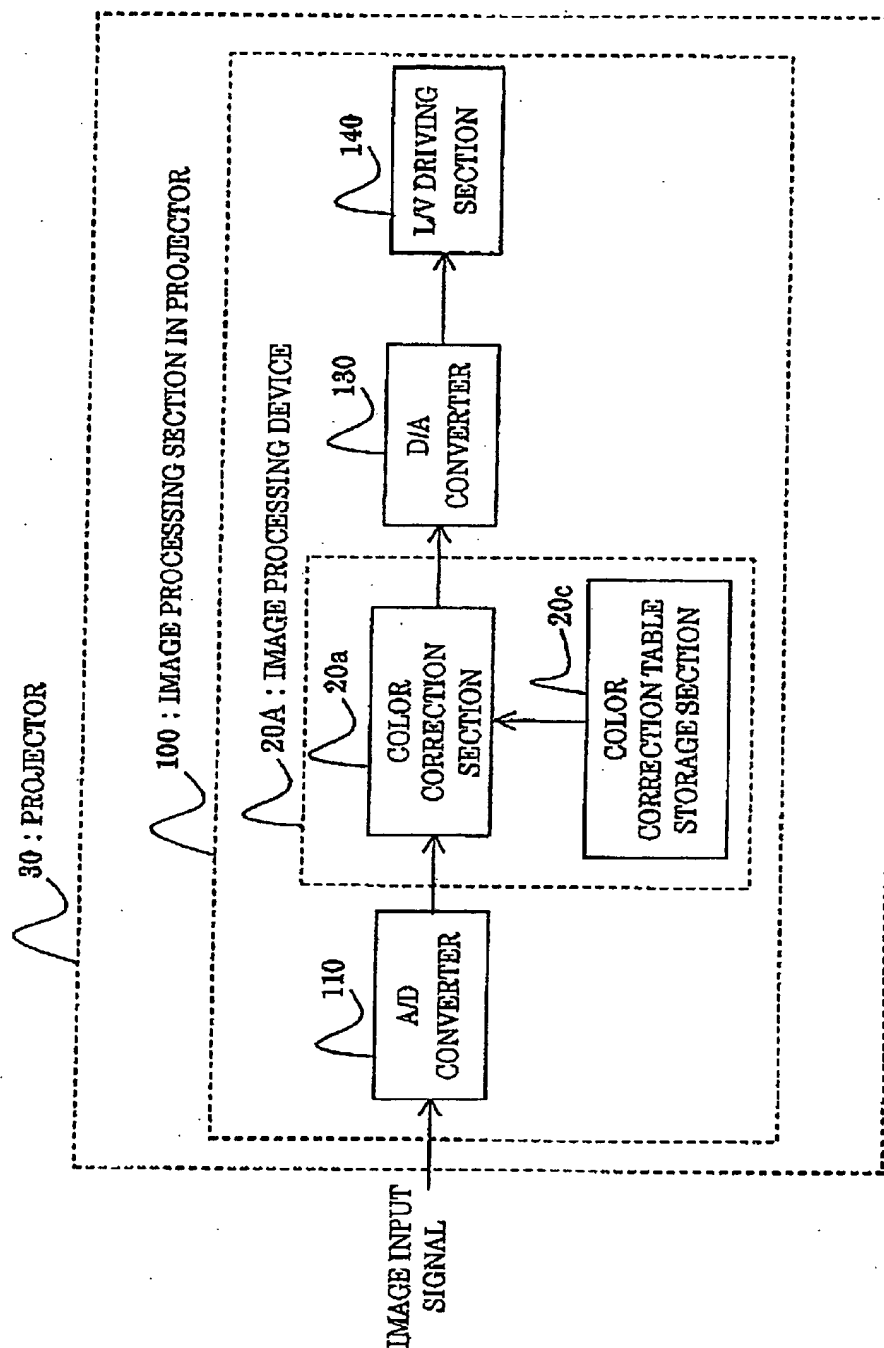 30 : PROJECTOR
100 : IMAGE PROCESSING SECTION IN PROJECTOR
20A : IMAGE PROCESSING DEVICE
IMAGE INPUT
SIGNAL
110
A/D
CONVERTER
20a
COLOR
CORRECTION
SECTION
20c
COLOR
CORRECTION TABLE
STORAGE SECTION
130
D/A
CONVERTER
140
L/V DRIVING
SECTION